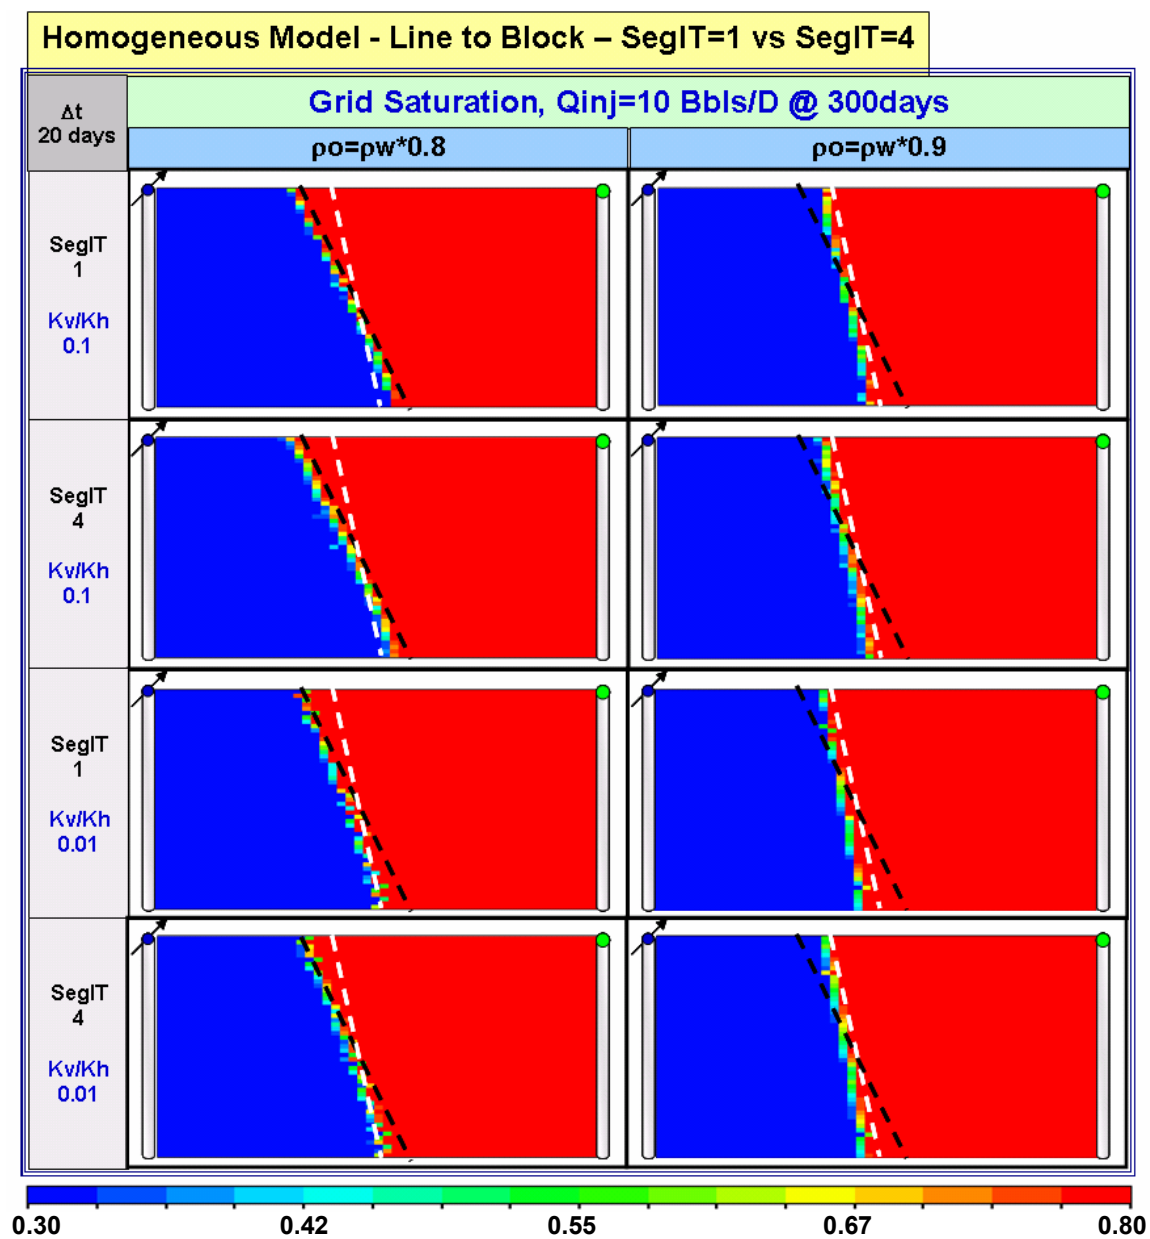 Homogeneous Model - Line to Block – SegIT=1 vs SegIT=4
Δt
20 days
Grid Saturation, Qinj=10 Bbls/D @ 300days
ρo=ρw*0.8
ρo=ρw*0.9
SegIT
1
Kv/Kh
0.1
SegIT
4
Kv/Kh
0.1
SegIT
1
Kv/Kh
0.01
SegIT
4
Kv/Kh
0.01
0.30 0.42 0.55 0.67 0.80